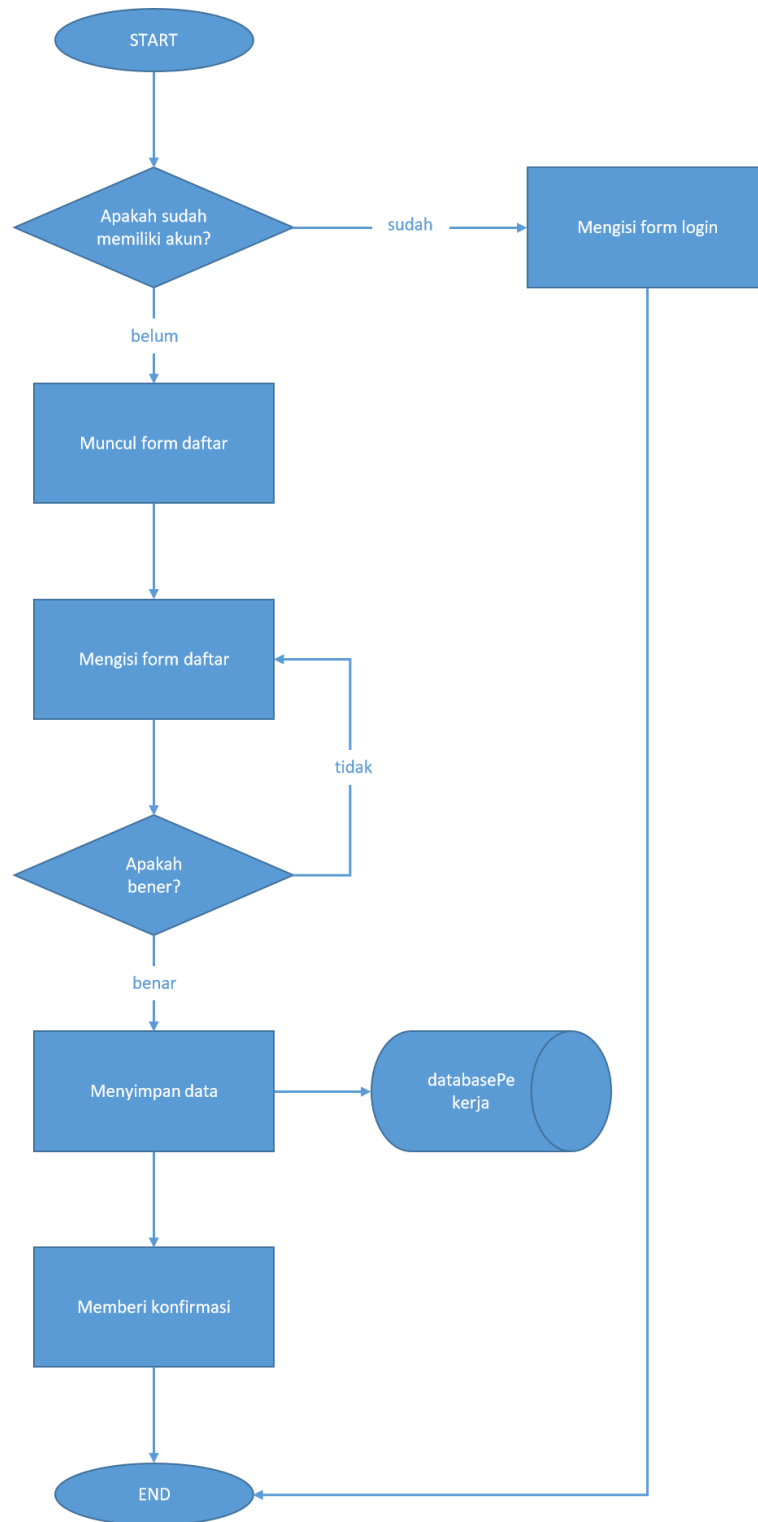 START
Apakah sudah
memiliki akun?
sudah
Mengisi form login
belum
Muncul form daftar
Mengisi form daftar
tidak
Apakah
bener?
benar
Menyimpan data
databasePe
kerja
Memberi konfirmasi
END